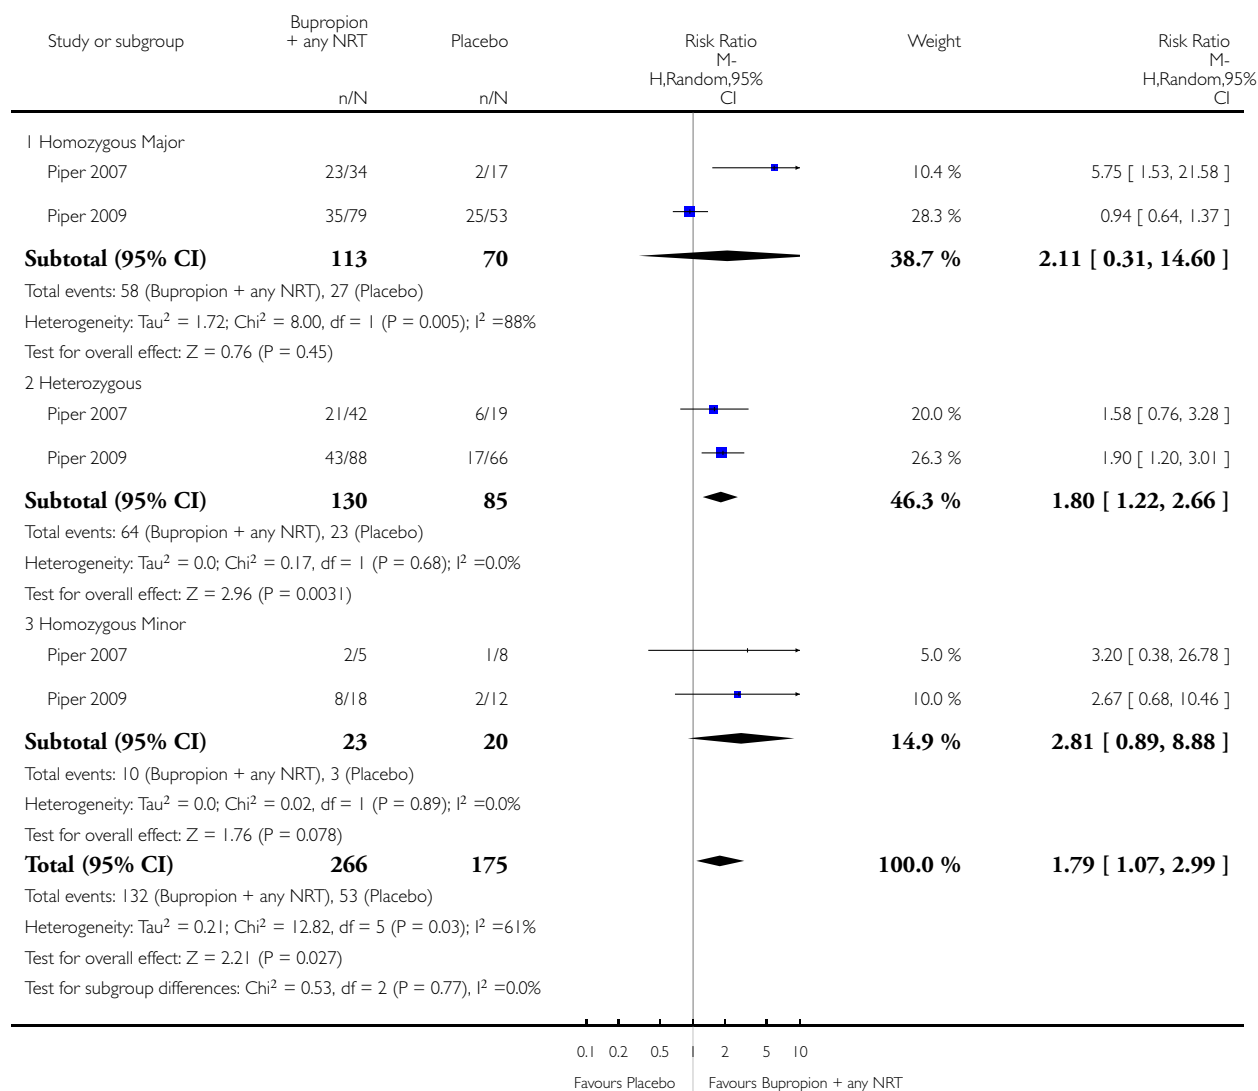 Study or subgroup Bupropion + any NRT Placebo Risk Ratio Weight Risk Ratio
M-H,Random,95% CI M-H,Random,95% CI
n/N n/N
1 Homozygous Major
Piper 2007 23/34 2/17 10.4 % 5.75 [ 1.53, 21.58 ]
Piper 2009 35/79 25/53 28.3 % 0.94 [ 0.64, 1.37 ]
Subtotal (95% CI) 113 70 38.7 % 2.11 [ 0.31, 14.60 ]
Total events: 58 (Bupropion + any NRT), 27 (Placebo)
Heterogeneity: Tau² = 1.72; Chi² = 8.00, df = 1 (P = 0.005); I² =88%
Test for overall effect: Z = 0.76 (P = 0.45)
2 Heterozygous
Piper 2007 21/42 6/19 20.0 % 1.58 [ 0.76, 3.28 ]
Piper 2009 43/88 17/66 26.3 % 1.90 [ 1.20, 3.01 ]
Subtotal (95% CI) 130 85 46.3 % 1.80 [ 1.22, 2.66 ]
Total events: 64 (Bupropion + any NRT), 23 (Placebo)
Heterogeneity: Tau² = 0.0; Chi² = 0.17, df = 1 (P = 0.68); I² =0.0%
Test for overall effect: Z = 2.96 (P = 0.0031)
3 Homozygous Minor
Piper 2007 2/5 1/8 5.0 % 3.20 [ 0.38, 26.78 ]
Piper 2009 8/18 2/12 10.0 % 2.67 [ 0.68, 10.46 ]
Subtotal (95% CI) 23 20 14.9 % 2.81 [ 0.89, 8.88 ]
Total events: 10 (Bupropion + any NRT), 3 (Placebo)
Heterogeneity: Tau² = 0.0; Chi² = 0.02, df = 1 (P = 0.89); I² =0.0%
Test for overall effect: Z = 1.76 (P = 0.078)
Total (95% CI) 266 175 100.0 % 1.79 [ 1.07, 2.99 ]
Total events: 132 (Bupropion + any NRT), 53 (Placebo)
Heterogeneity: Tau² = 0.21; Chi² = 12.82, df = 5 (P = 0.03); I² =61%
Test for overall effect: Z = 2.21 (P = 0.027)
Test for subgroup differences: Chi² = 0.53, df = 2 (P = 0.77), I² =0.0%
0.1 0.2 0.5 1 2 5 10
Favours Placebo Favours Bupropion + any NRT